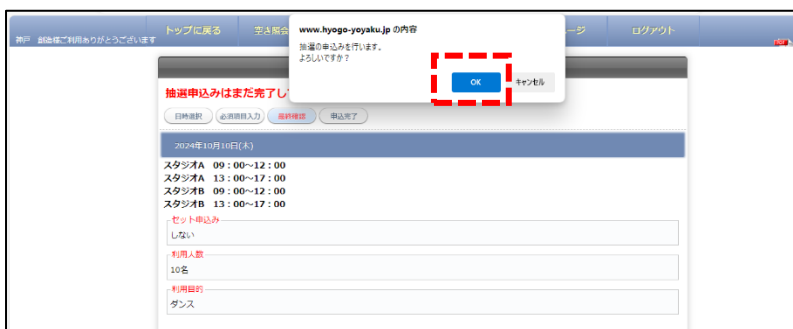 神戸 創造様ご利用ありがとうございます
トップに戻る
ログアウト
www.hyogo-yoyaku.jp の内容
抽選の申込みを行います。
よろしいですか？
OK
キャンセル
抽選申込みはまだ完了し
日時選択
必須項目入力
最終確認
申込完了
2024年10月10日(木)
スタジオA 09：00～12：00
スタジオA 13：00～17：00
スタジオB 09：00～12：00
スタジオB 13：00～17：00
セット申込み
しない
利用人数
10名
利用目的
ダンス